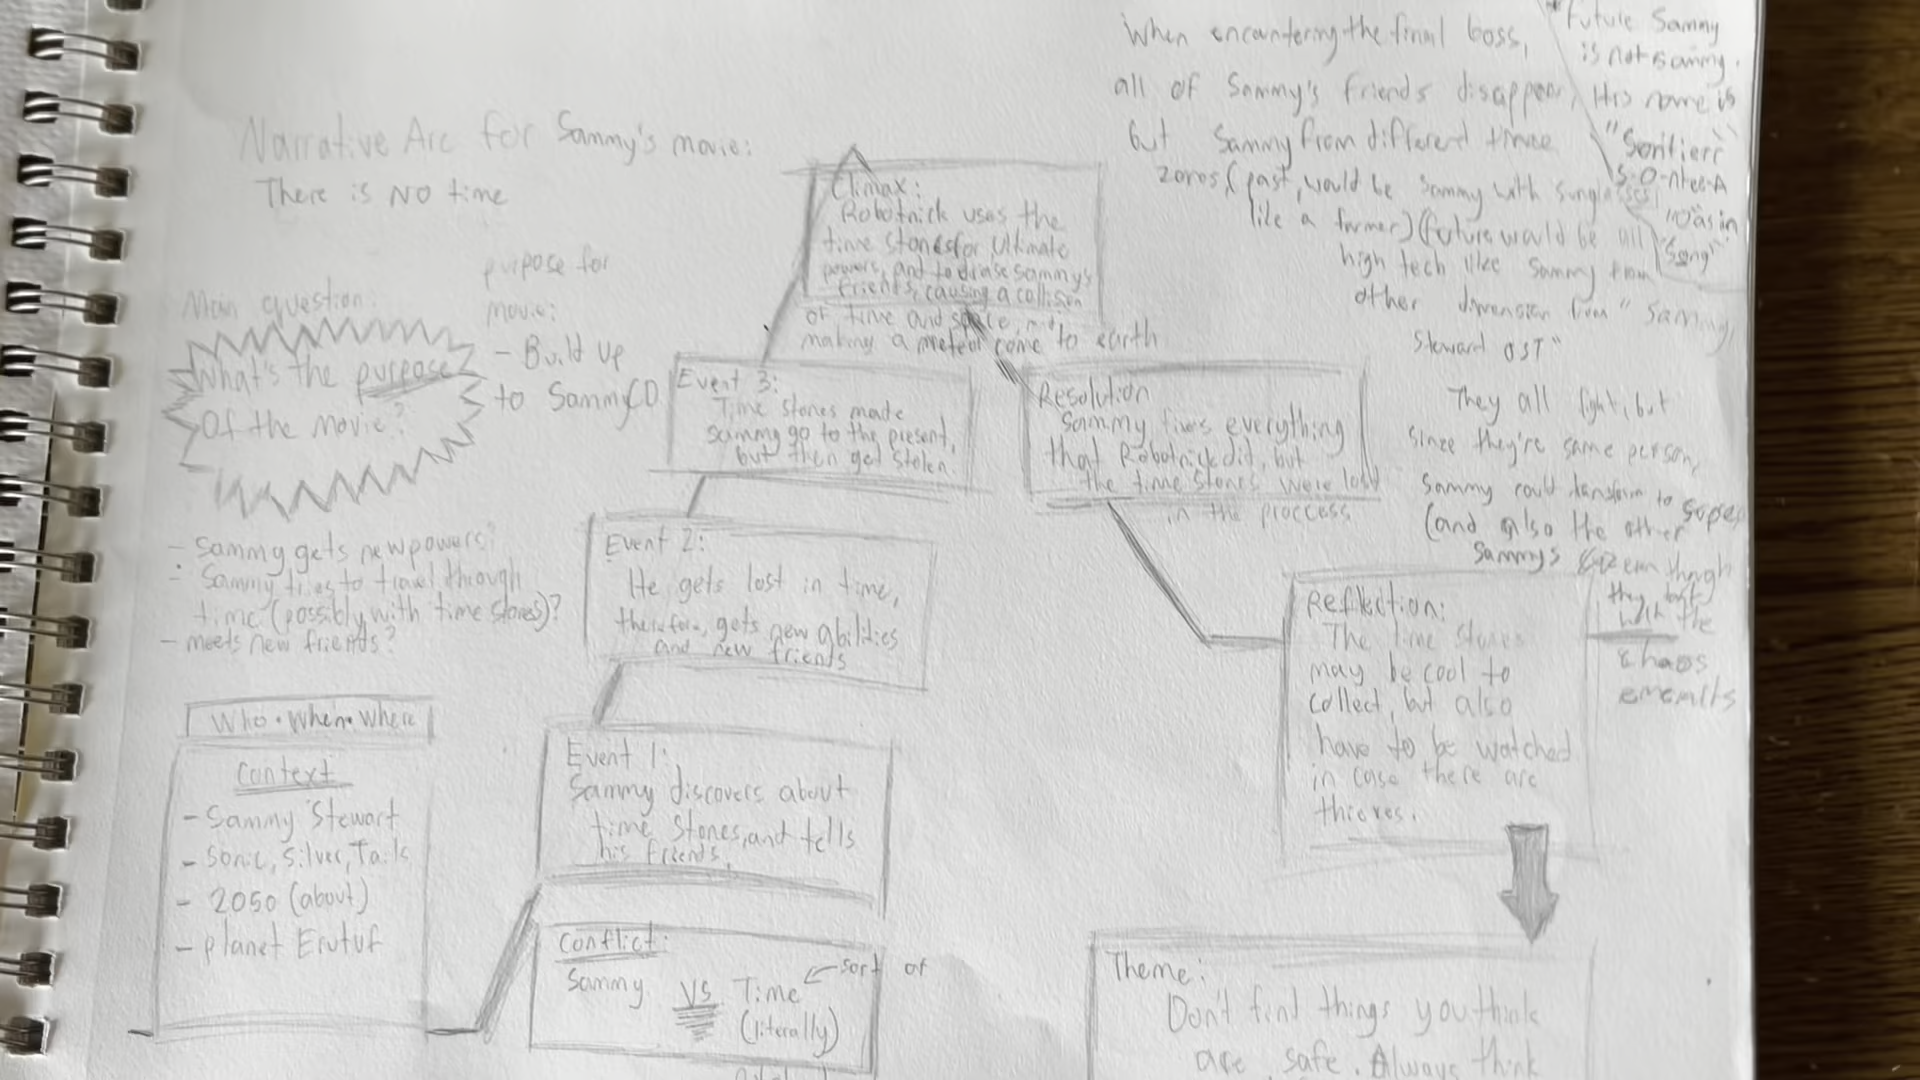 Narrative Arc for Sammy's movie:
There is NO time
Main question:
What's the purpose
Of the movie?
purpose for
movie:
- Build up
to SammyCD
- Sammy gets new powers?
- Sammy tries to travel through
time (possibly with time stones)?
- meets new friends?
Who • When • Where
Context
- Sammy Stewart
- Sonic, Silver, Tails
- 2050 (about)
- planet Erutuf
Conflict:
Sammy VS Time
(literally)
sort of
Event 1:
Sammy discovers about
time stones, and tells
his friends.
Event 2:
He gets lost in time,
therefore, gets new abilities
and new friends
Event 3:
Time stones made
Sammy go to the present,
but then get stolen.
Climax:
Robotnick uses the
time stones for Ultimate
powers, and to Sammy's
friends, causing a collision
of time and space, and
making a meteor come to earth
Resolution
Sammy fixes everything
that Robotnick did, but
the time stones were lost
in the proccess
Reflection:
The time stones
may be cool to
collect, but also
have to be watched
in case there are
thieves.
Theme:
Don't find things you think
are safe. Always think
When encountering the final boss,
all of Sammy's friends disappear,
but Sammy from different time
zones, (past, would be Sammy with sunglasses
like a farmer) (future would be all
high tech like Sammy from
other dimension from "Sammy
Steward OST"
They all fight, but
since they're same person,
Sammy could transform to super
(and also the other
Sammys even though
they don't
with the
chaos
* Future Sammy
is not Sammy.
His name is
"O" as in
"Song"